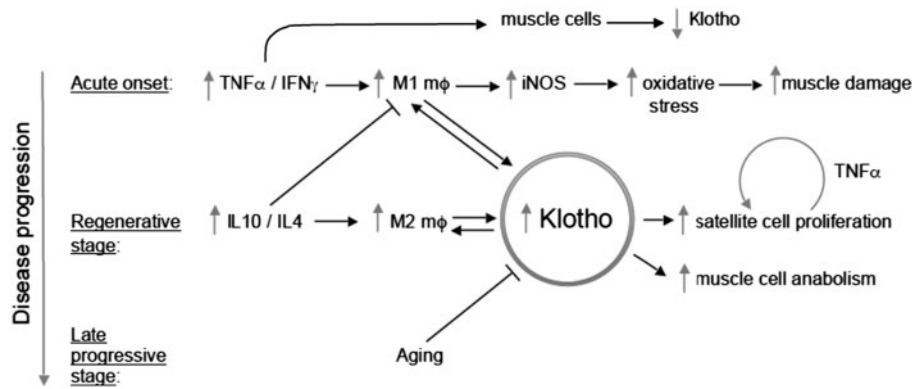 muscle cells ↓ Klotho
Acute onset: ↑ TNFα / IFNγ ↑ M1 mϕ ↑ iNOS ↑ oxidative stress ↑ muscle damage
TNFα
Regenerative stage: ↑ IL10 / IL4 ↑ M2 mϕ ↑ Klotho ↑ satellite cell proliferation
↑ muscle cell anabolism
Late progressive stage:
Aging
Disease progression